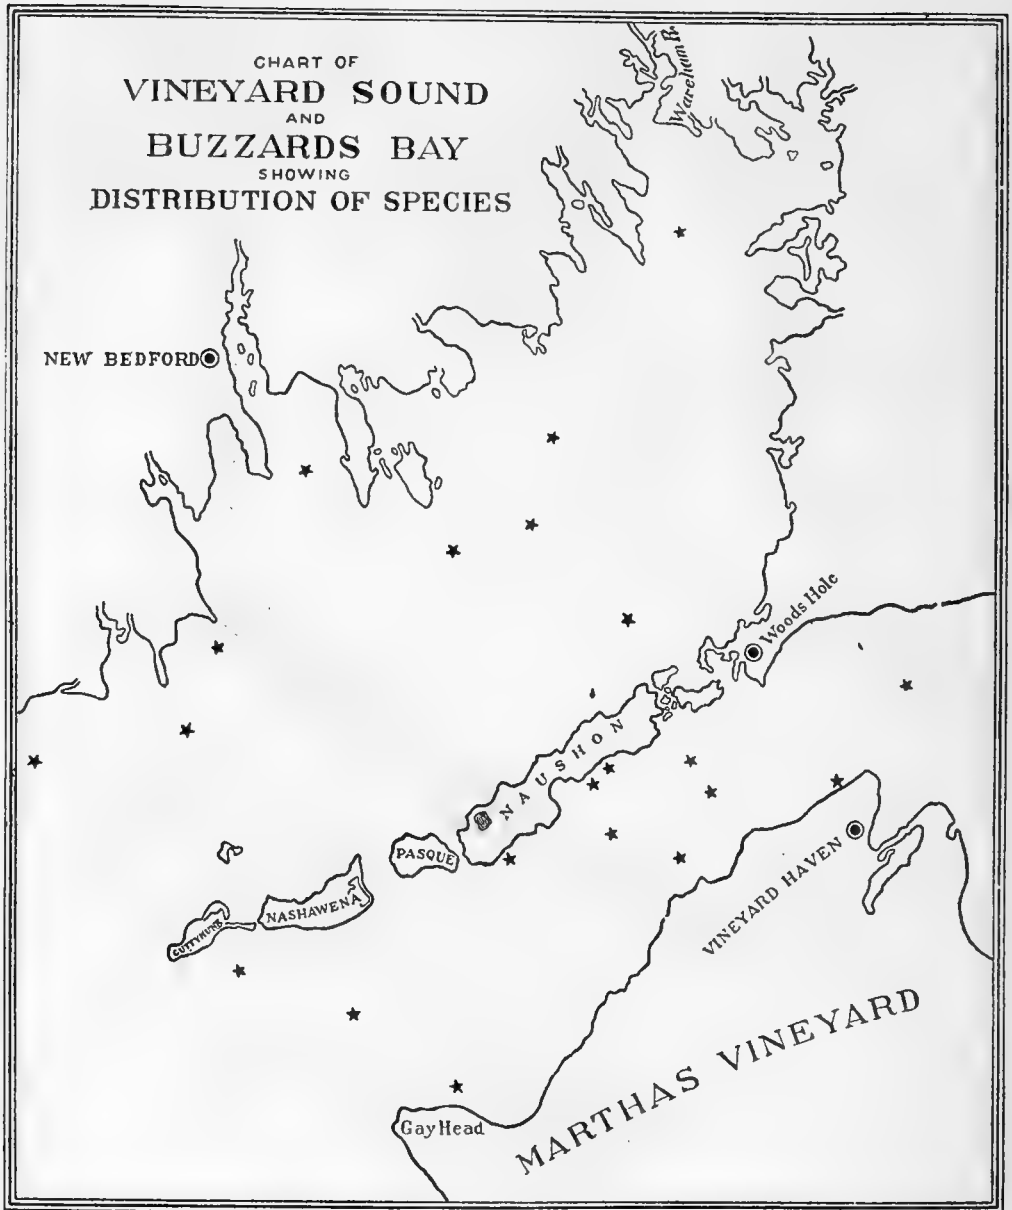 CHART OF
VINEYARD SOUND
AND
BUZZARDS BAY
SHOWING
DISTRIBUTION OF SPECIES
Wareham R.
NEW BEDFORD
Woods Hole
NAUSHON
PASQUE
NASHAWENA
CUTTYHUNK
VINEYARD HAVEN
MARTHAS VINEYARD
Gay Head